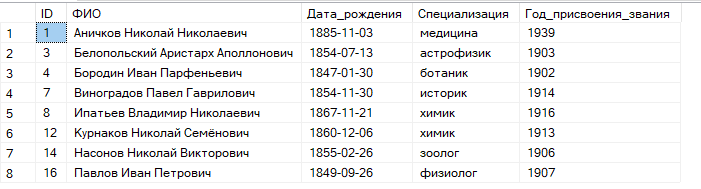 ID ФИО Дата_рождения Специализация Год_присвоения_звания
1 1 Аничков Николай Николаевич 1885-11-03 медицина 1939
2 3 Белопольский Аристарх Аполлонович 1854-07-13 астрофизик 1903
3 4 Бородин Иван Парфеньевич 1847-01-30 ботаник 1902
4 7 Виноградов Павел Гаврилович 1854-11-30 историк 1914
5 8 Ипатьев Владимир Николаевич 1867-11-21 химик 1916
6 12 Курнаков Николай Семёнович 1860-12-06 химик 1913
7 14 Насонов Николай Викторович 1855-02-26 зоолог 1906
8 16 Павлов Иван Петрович 1849-09-26 физиолог 1907